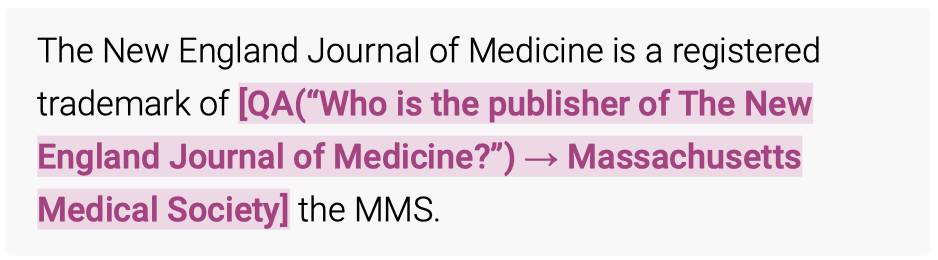 The New England Journal of Medicine is a registered
trademark of [QA(“Who is the publisher of The New
England Journal of Medicine?”) → Massachusetts
Medical Society] the MMS.